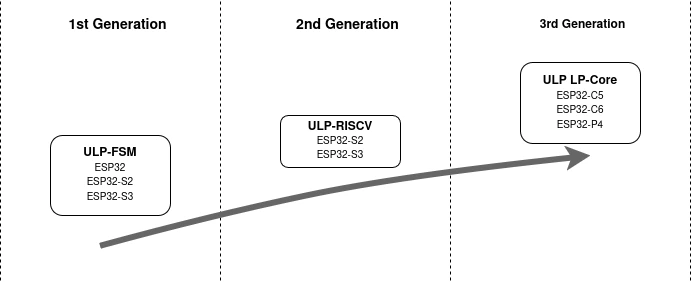 1st Generation
2nd Generation
3rd Generation
ULP-FSM
ESP32
ESP32-S2
ESP32-S3
ULP-RISCV
ESP32-S2
ESP32-S3
ULP LP-Core
ESP32-C5
ESP32-C6
ESP32-P4